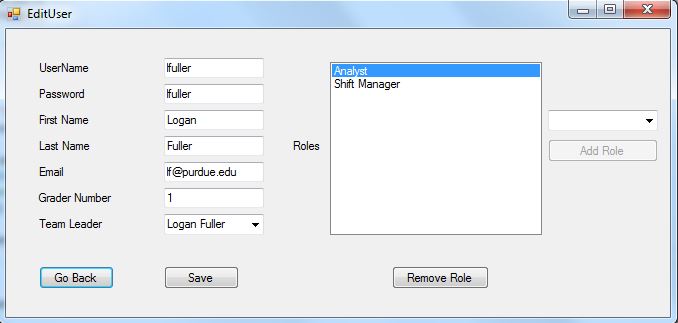 EditUser
UserName lfuller
Password lfuller
First Name Logan
Last Name Fuller
Email lf@purdue.edu
Grader Number 1
Team Leader Logan Fuller
Roles
Analyst
Shift Manager
Add Role
Go Back Save Remove Role